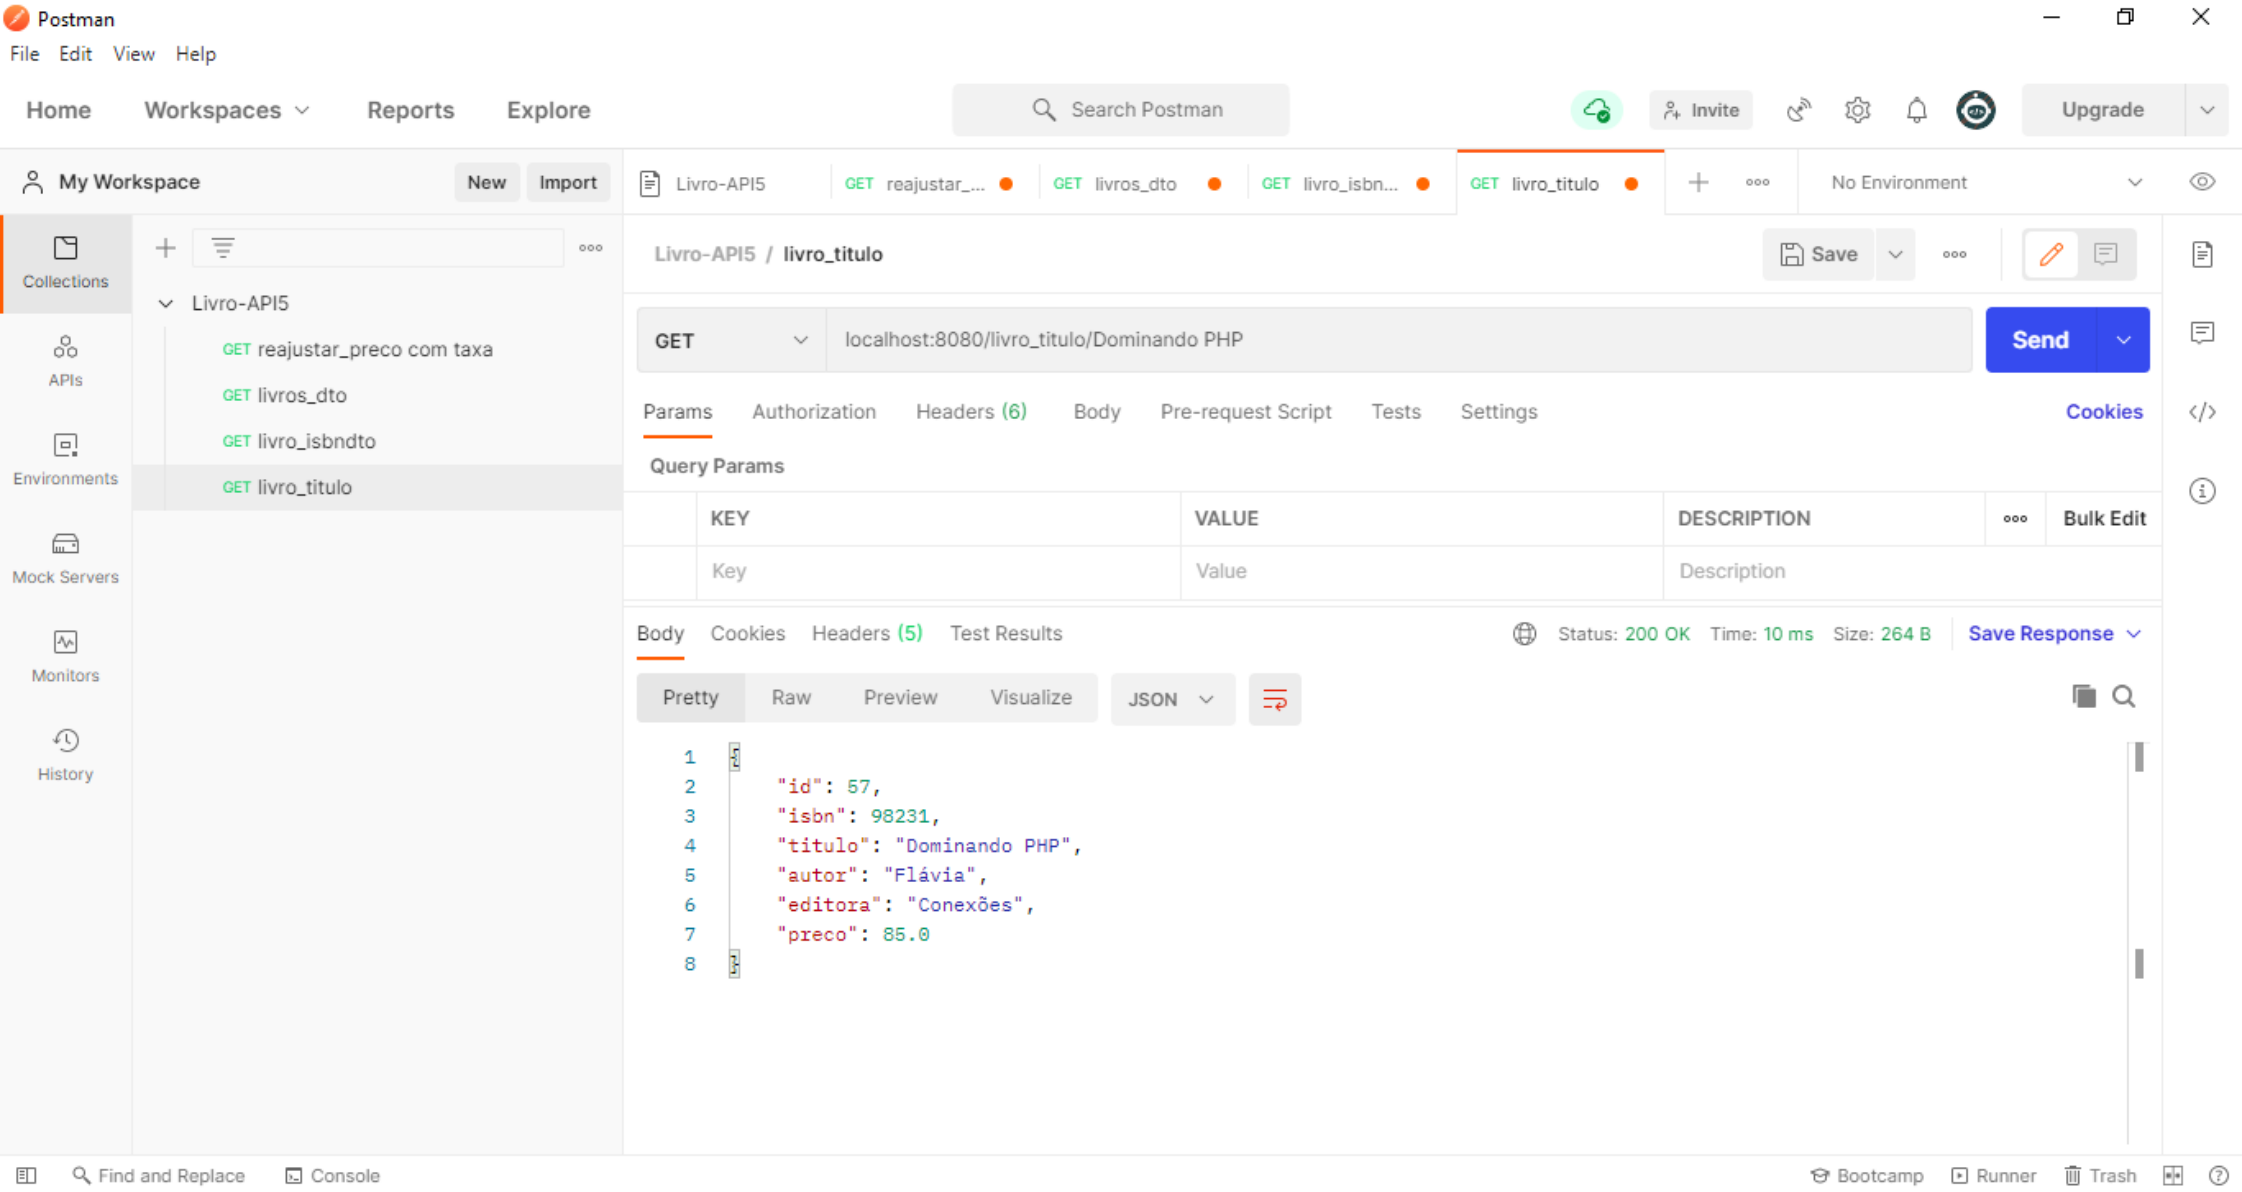 Postman
File Edit View Help
Home Workspaces Reports Explore Search Postman Invite Upgrade
My Workspace New Import Livro-API5 GET reajustar_... GET livros_dto GET livro_isbn... GET livro_titulo ooo No Environment
Collections
ooo
Livro-API5 / livro_titulo Save ooo
Livro-API5
GET reajustar_preco com taxa
GET livros_dto
GET livro_isbndto
GET livro_titulo
APIs
Environments
Mock Servers
Monitors
History
GET localhost:8080/livro_titulo/Dominando PHP Send
Params Authorization Headers (6) Body Pre-request Script Tests Settings Cookies
Query Params
KEY VALUE DESCRIPTION ooo Bulk Edit
Key Value Description
Body Cookies Headers (5) Test Results Status: 200 OK Time: 10 ms Size: 264 B Save Response
Pretty Raw Preview Visualize JSON
1 {
2 "id": 57,
3 "isbn": 98231,
4 "titulo": "Dominando PHP",
5 "autor": "Flávia",
6 "editora": "Conexões",
7 "preco": 85.0
8 }
Find and Replace Console Bootcamp Runner Trash